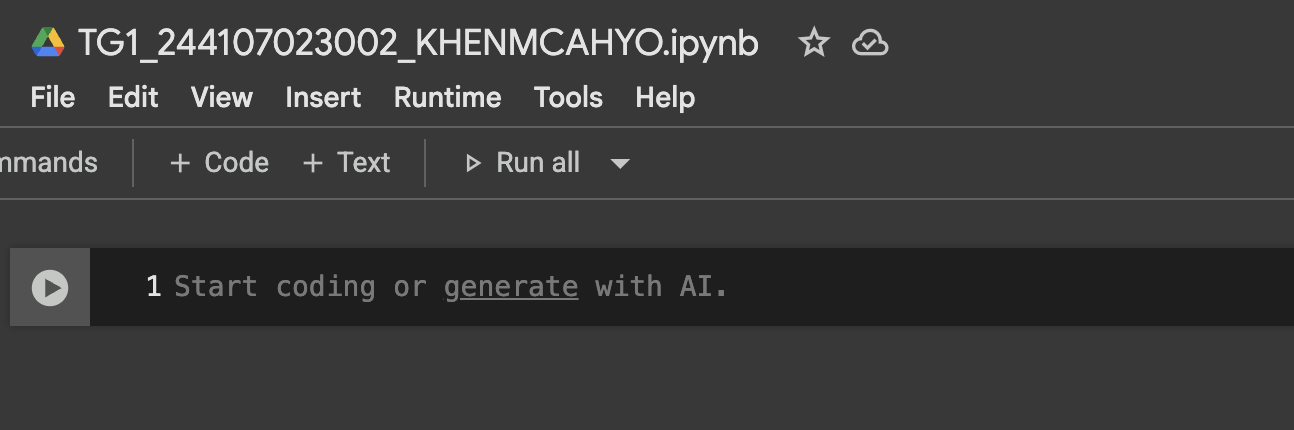 TG1_244107023002_KHENMCAHYO.ipynb
File Edit View Insert Runtime Tools Help
mmands + Code + Text Run all
1 Start coding or generate with AI.